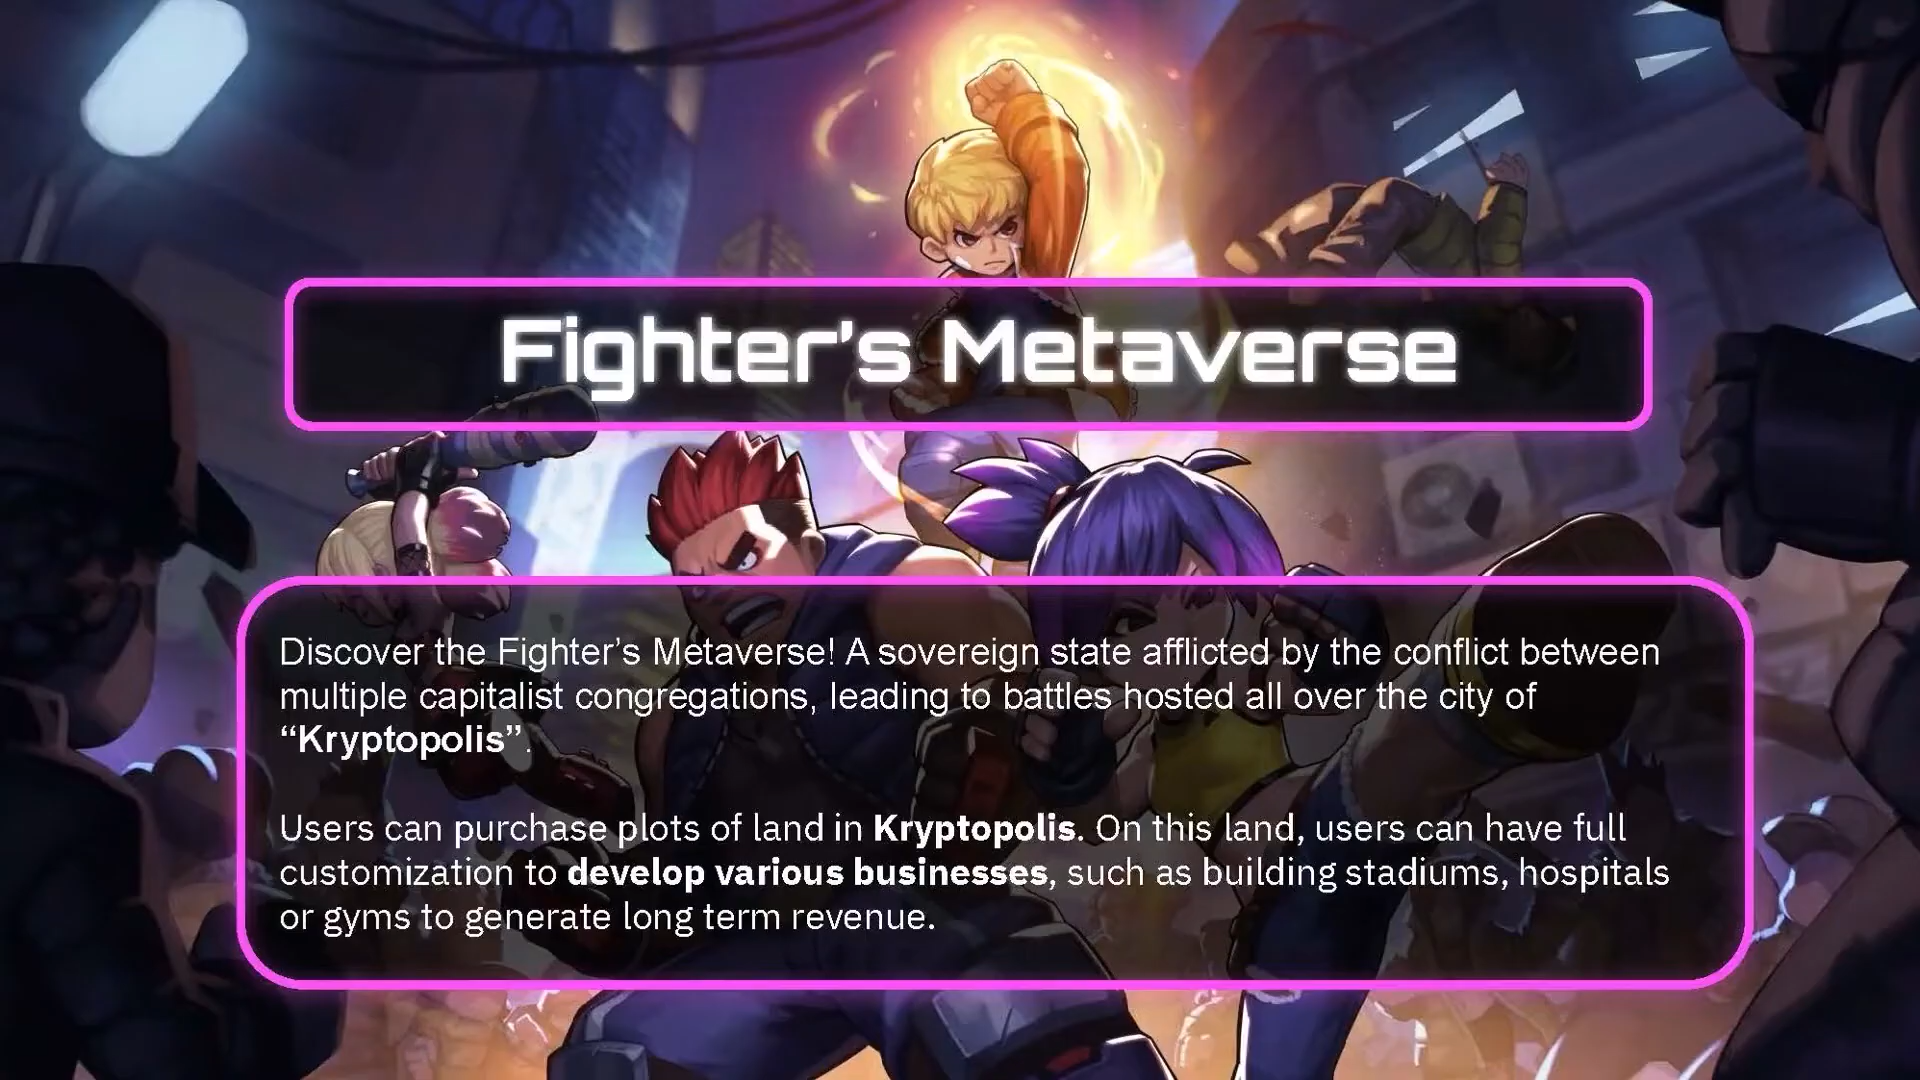 Fighter's Metaverse
Discover the Fighter’s Metaverse! A sovereign state afflicted by the conflict between
multiple capitalist congregations, leading to battles hosted all over the city of
“Kryptopolis”.
Users can purchase plots of land in Kryptopolis. On this land, users can have full
customization to develop various businesses, such as building stadiums, hospitals
or gyms to generate long term revenue.